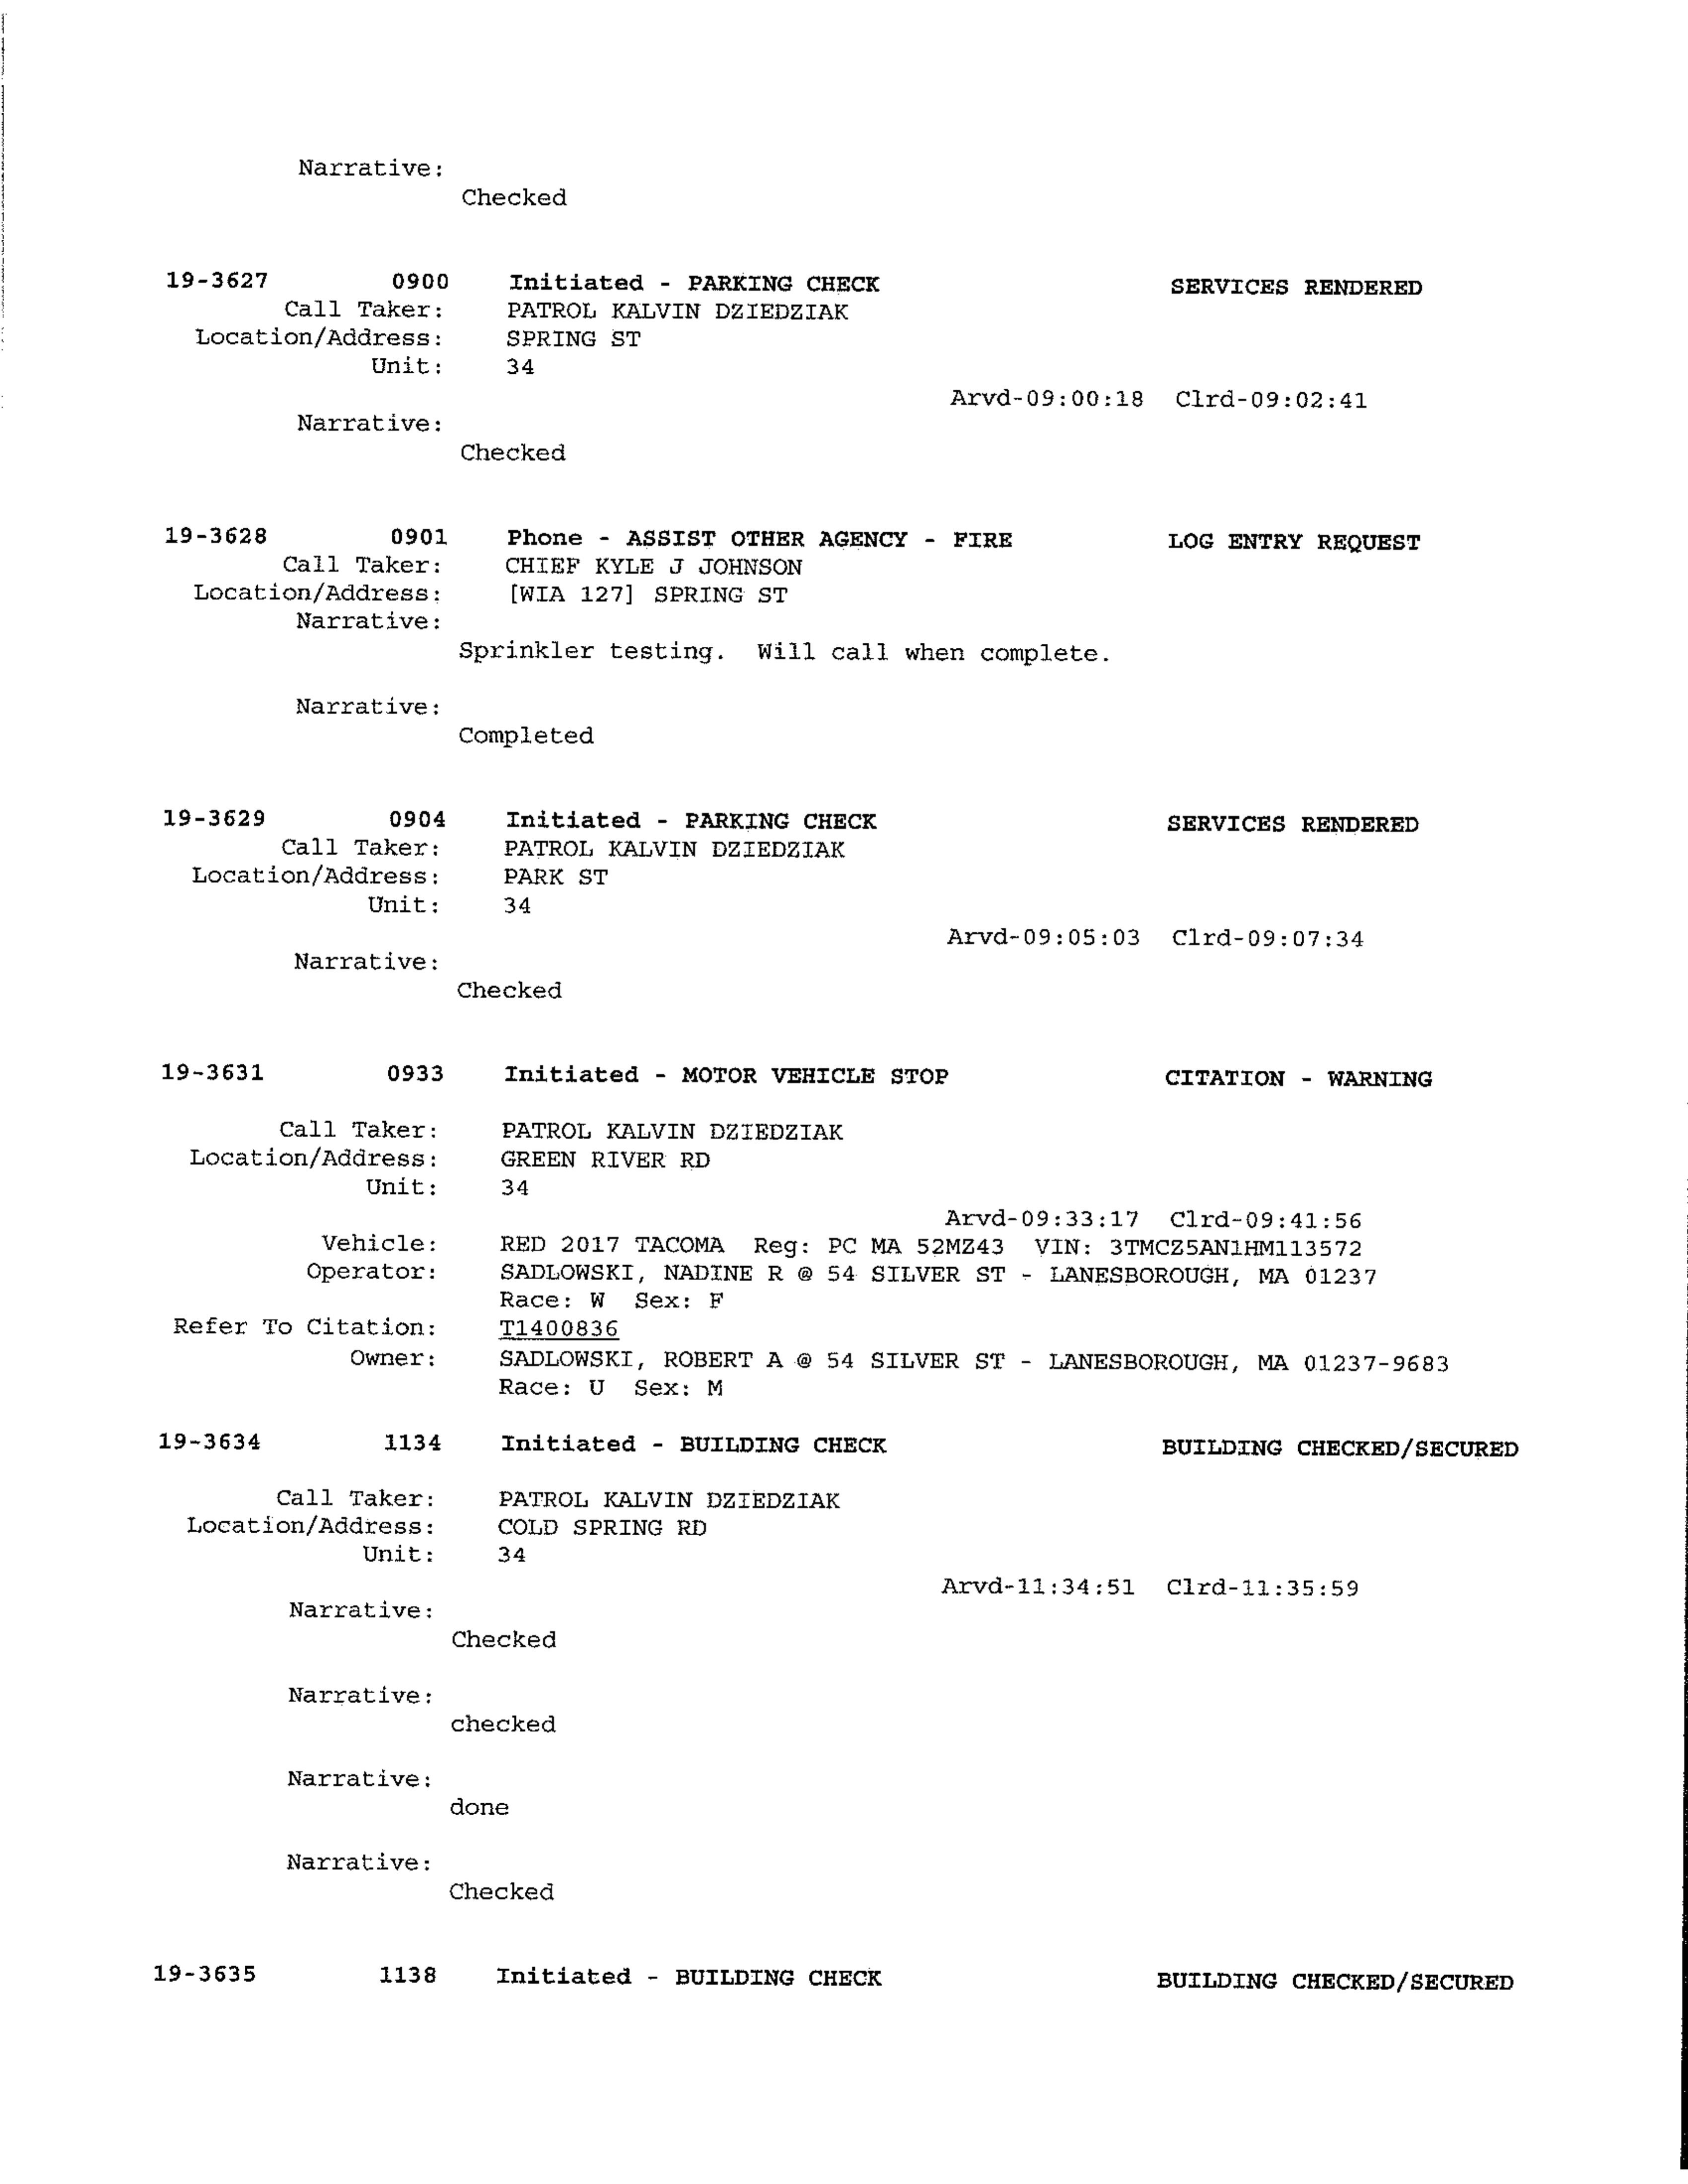 Narrative:
Checked
19-3627 0900 Initiated - PARKING CHECK SERVICES RENDERED
Call Taker: PATROL KALVIN DZIEDZIAK
Location/Address: SPRING ST
Unit: 34
Arvd-09:00:18 Clrd-09:02:41
Narrative:
Checked
19-3628 0901 Phone - ASSIST OTHER AGENCY - FIRE LOG ENTRY REQUEST
Call Taker: CHIEF KYLE J JOHNSON
Location/Address: [WIA 127] SPRING ST
Narrative:
Sprinkler testing. Will call when complete.
Narrative:
Completed
19-3629 0904 Initiated - PARKING CHECK SERVICES RENDERED
Call Taker: PATROL KALVIN DZIEDZIAK
Location/Address: PARK ST
Unit: 34
Arvd-09:05:03 Clrd-09:07:34
Narrative:
Checked
19-3631 0933 Initiated - MOTOR VEHICLE STOP CITATION - WARNING
Call Taker: PATROL KALVIN DZIEDZIAK
Location/Address: GREEN RIVER RD
Unit: 34
Arvd-09:33:17 Clrd-09:41:56
Vehicle: RED 2017 TACOMA Reg: PC MA 52MZ43 VIN: 3TMCZ5AN1HM113572
Operator: SADLOWSKI, NADINE R @ 54 SILVER ST - LANESBOROUGH, MA 01237
Race: W Sex: F
Refer To Citation: T1400836
Owner: SADLOWSKI, ROBERT A @ 54 SILVER ST - LANESBOROUGH, MA 01237-9683
Race: U Sex: M
19-3634 1134 Initiated - BUILDING CHECK BUILDING CHECKED/SECURED
Call Taker: PATROL KALVIN DZIEDZIAK
Location/Address: COLD SPRING RD
Unit: 34
Arvd-11:34:51 Clrd-11:35:59
Narrative:
Checked
Narrative:
checked
Narrative:
done
Narrative:
Checked
19-3635 1138 Initiated - BUILDING CHECK BUILDING CHECKED/SECURED